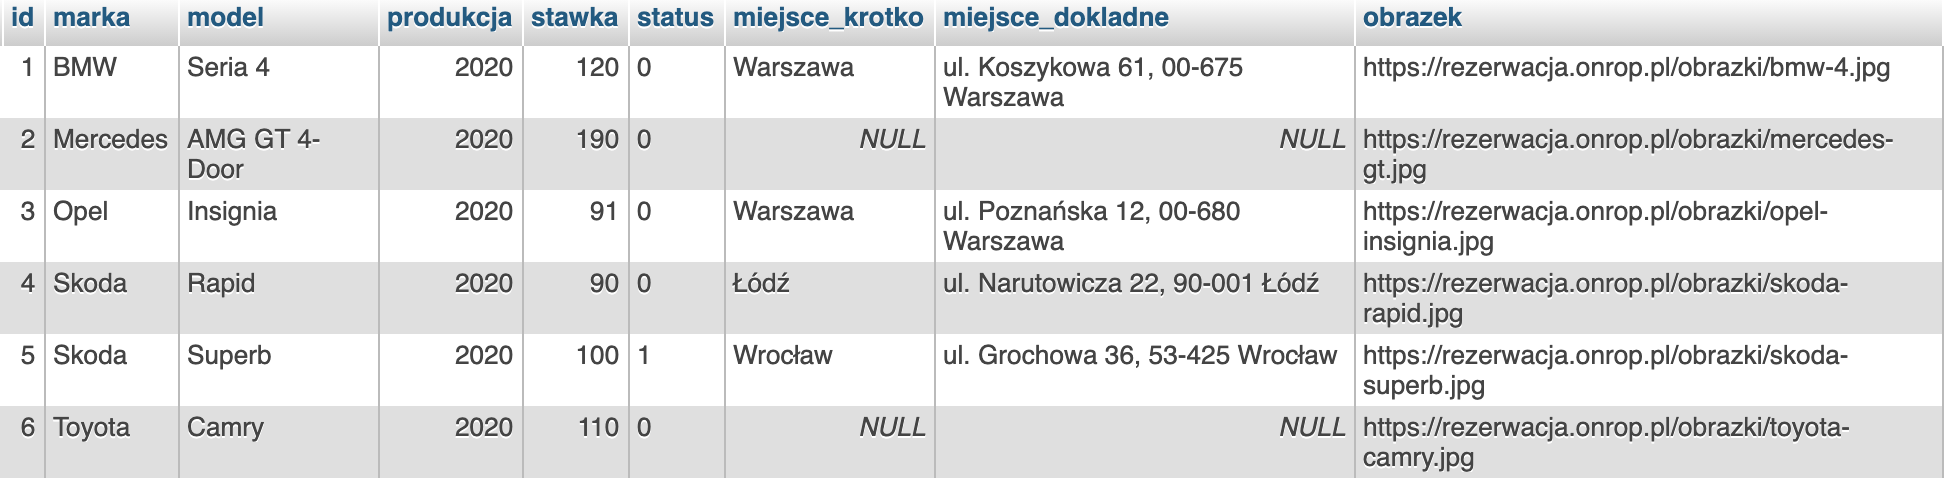 id marka model produkcja stawka status miejsce_krotko miejsce_dokladne obrazek
1 BMW Seria 4 2020 120 0 Warszawa ul. Koszykowa 61, 00-675 https://rezerwacja.onrop.pl/obrazki/bmw-4.jpg
Warszawa
2 Mercedes AMG GT 4- 2020 190 0 NULL NULL https://rezerwacja.onrop.pl/obrazki/mercedes-
Door gt.jpg
3 Opel Insignia 2020 91 0 Warszawa ul. Poznańska 12, 00-680 https://rezerwacja.onrop.pl/obrazki/opel-
Warszawa insignia.jpg
4 Skoda Rapid 2020 90 0 Łódź ul. Narutowicza 22, 90-001 Łódź https://rezerwacja.onrop.pl/obrazki/skoda-
rapid.jpg
5 Skoda Superb 2020 100 1 Wrocław ul. Grochowa 36, 53-425 Wrocław https://rezerwacja.onrop.pl/obrazki/skoda-
superb.jpg
6 Toyota Camry 2020 110 0 NULL NULL https://rezerwacja.onrop.pl/obrazki/toyota-
camry.jpg